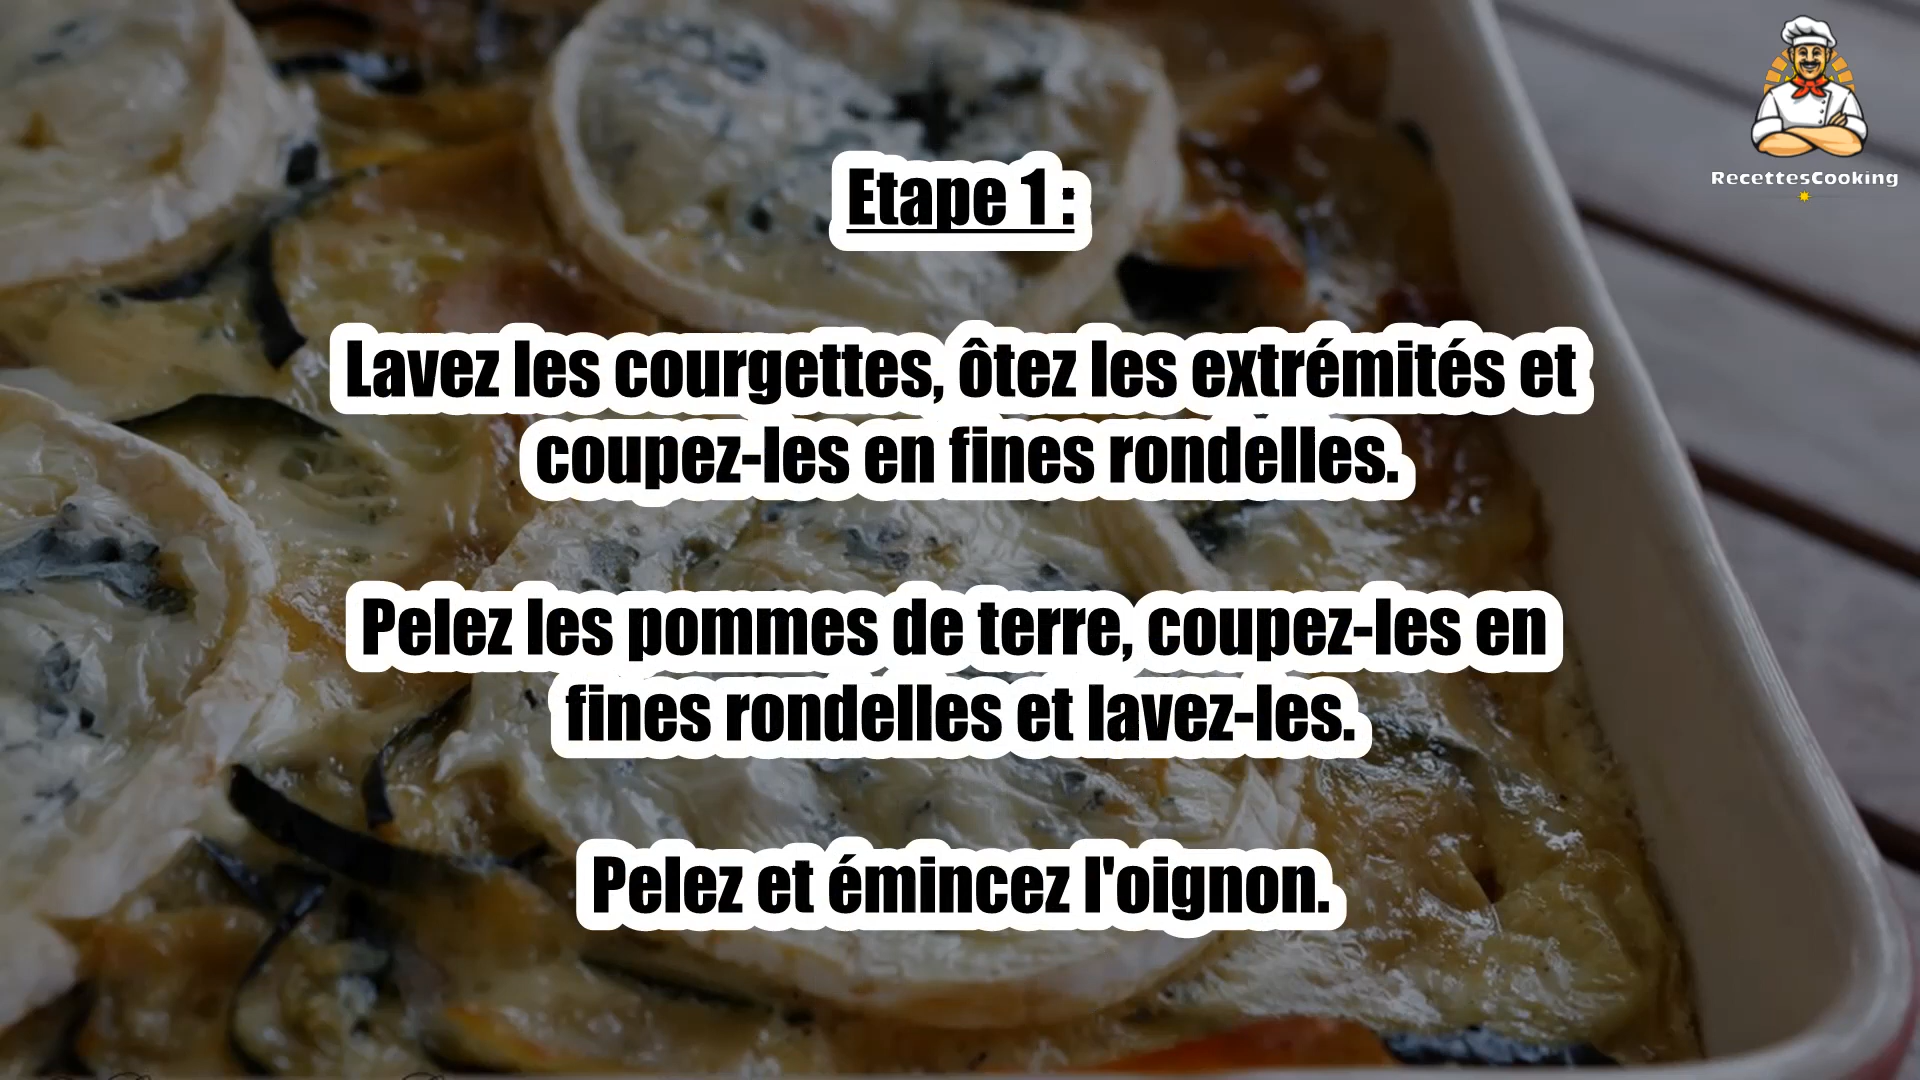 RecettesCooking
Etape 1 :
Lavez les courgettes, ôtez les extrémités et
coupez-les en fines rondelles.
Pelez les pommes de terre, coupez-les en
fines rondelles et lavez-les.
Pelez et émincez l'oignon.